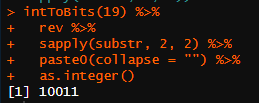 > intToBits(19) %>%
+ rev %>%
+ sapply(substr, 2, 2) %>%
+ paste0(collapse = "") %>%
+ as.integer()
[1] 10011